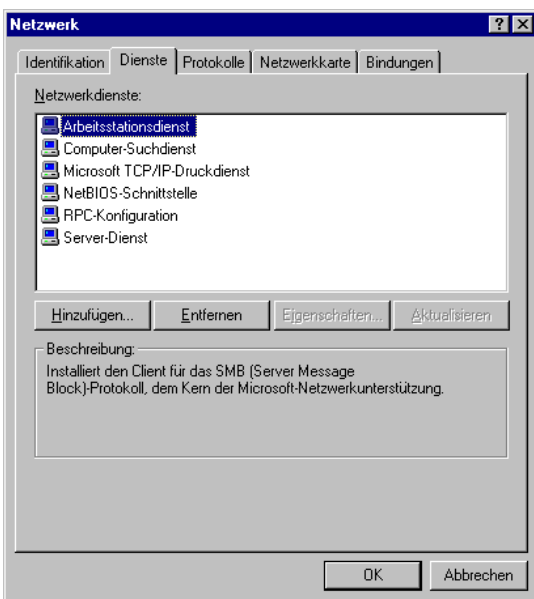 Netzwerk
Identifikation Dienste Protokolle Netzwerkkarte Bindungen
Netzwerkdienste:
Arbeitsstationsdienst
Computer-Suchdienst
Microsoft TCP/IP-Druckdienst
NetBIOS-Schnittstelle
RPC-Konfiguration
Server-Dienst
Hinzufügen... Entfernen Eigenschaften... Aktualisieren
Beschreibung:
Installiert den Client für das SMB (Server Message
Block)-Protokoll, dem Kern der Microsoft-Netzwerkunterstützung.
OK Abbrechen